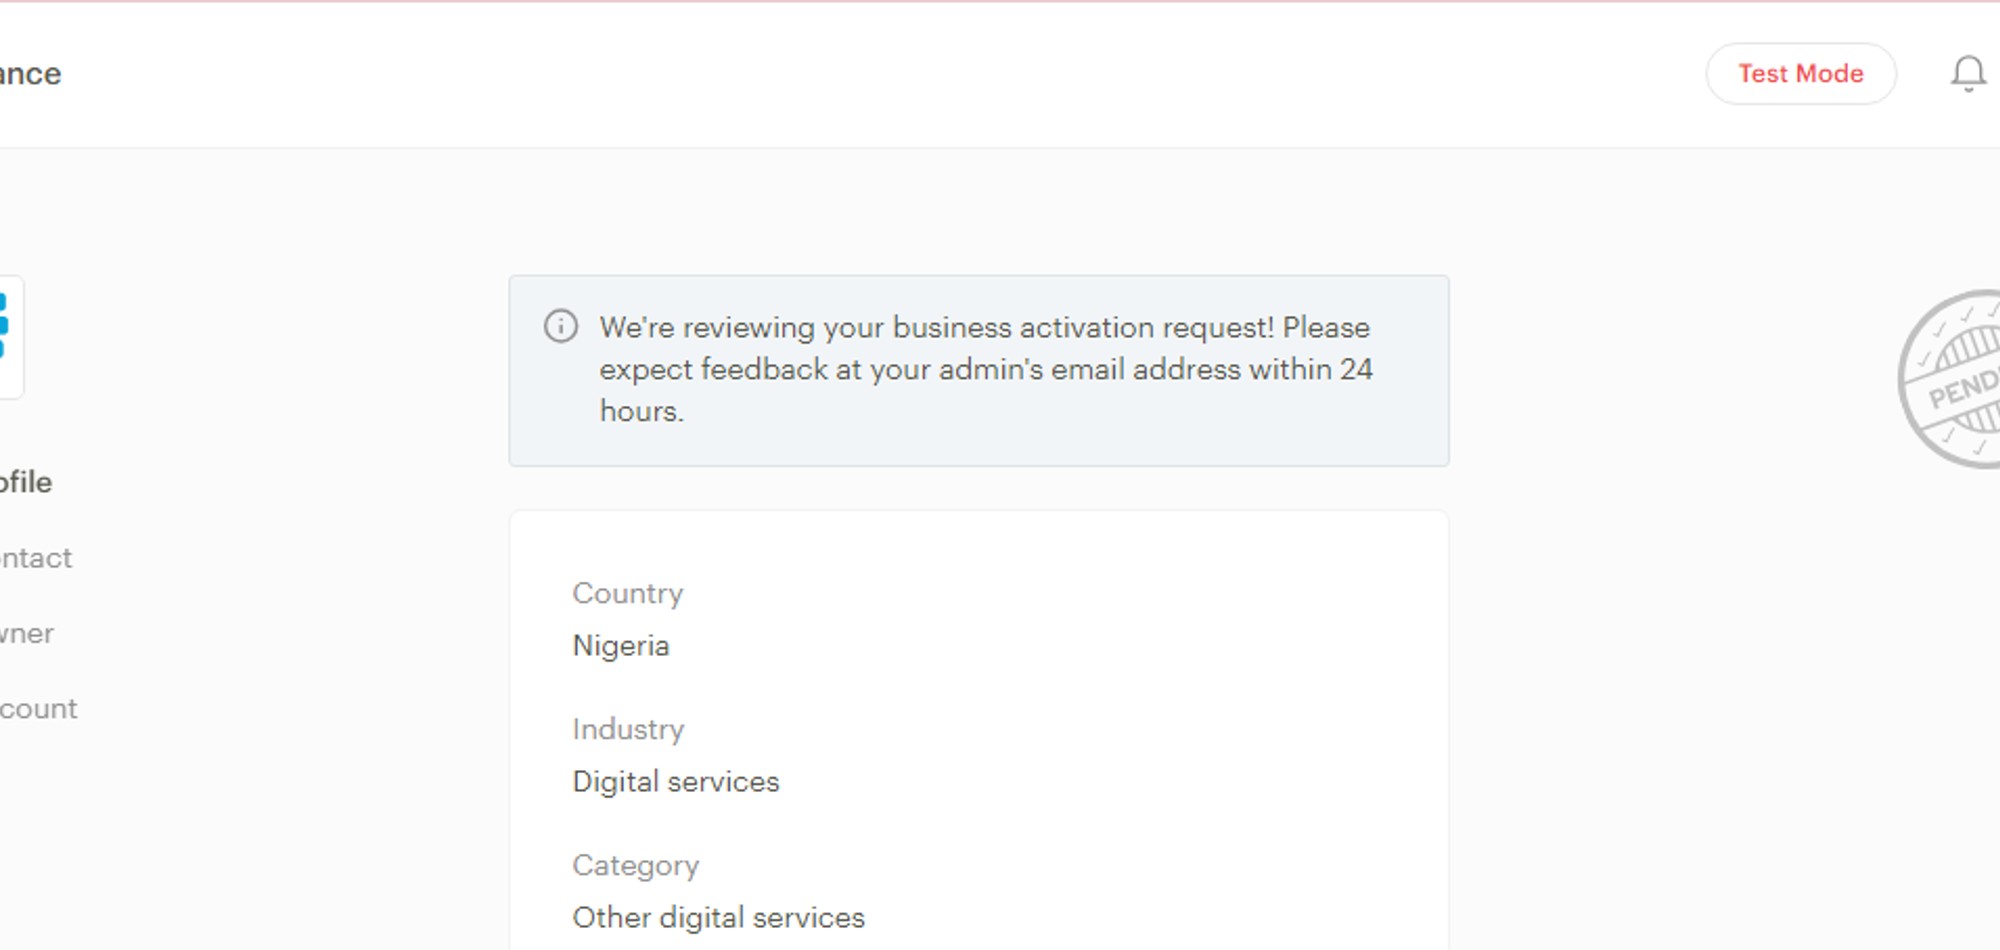 ance
Test Mode
We're reviewing your business activation request! Please
expect feedback at your admin's email address within 24
hours.
PEND
ofile
ontact
wner
count
Country
Nigeria
Industry
Digital services
Category
Other digital services